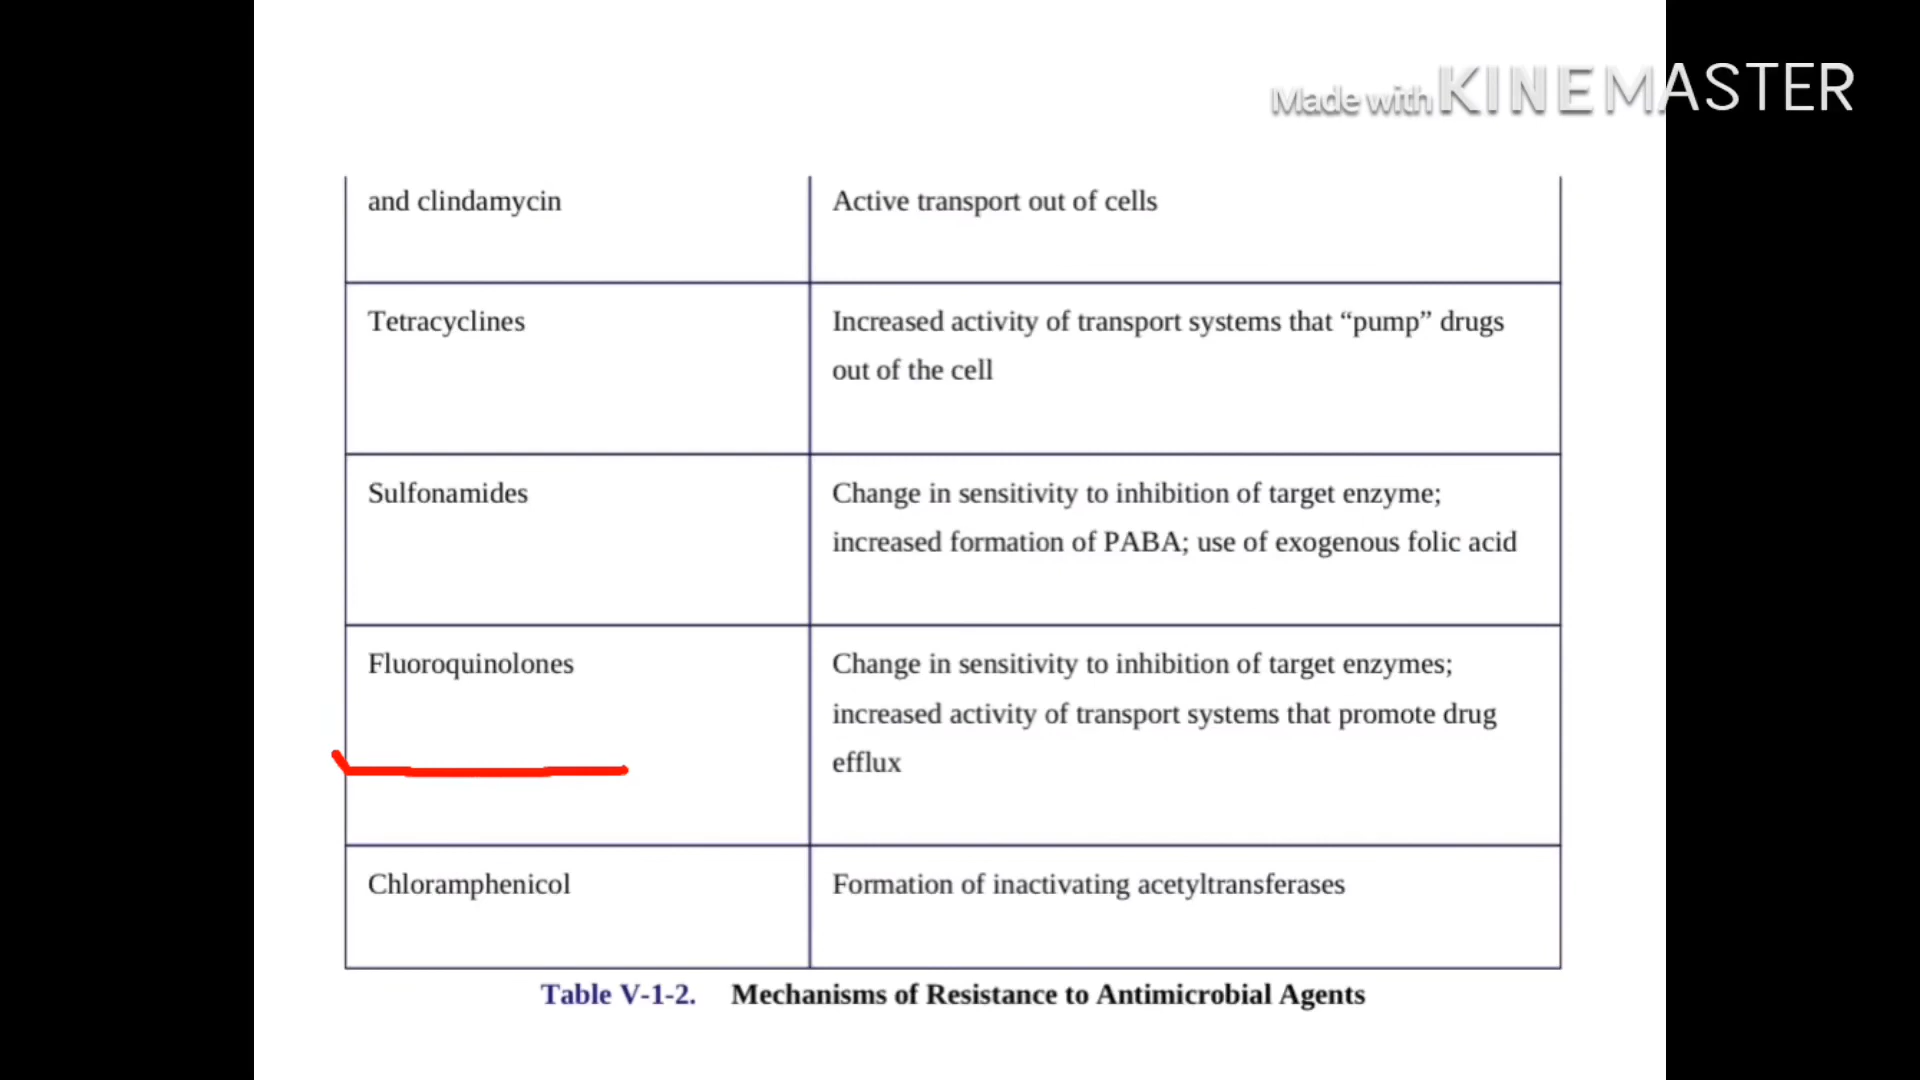 Made with KINEMASTER
and clindamycin
Active transport out of cells
Tetracyclines
Increased activity of transport systems that “pump” drugs
out of the cell
Sulfonamides
Change in sensitivity to inhibition of target enzyme;
increased formation of PABA; use of exogenous folic acid
Fluoroquinolones
Change in sensitivity to inhibition of target enzymes;
increased activity of transport systems that promote drug
efflux
Chloramphenicol
Formation of inactivating acetyltransferases
Table V-1-2. Mechanisms of Resistance to Antimicrobial Agents